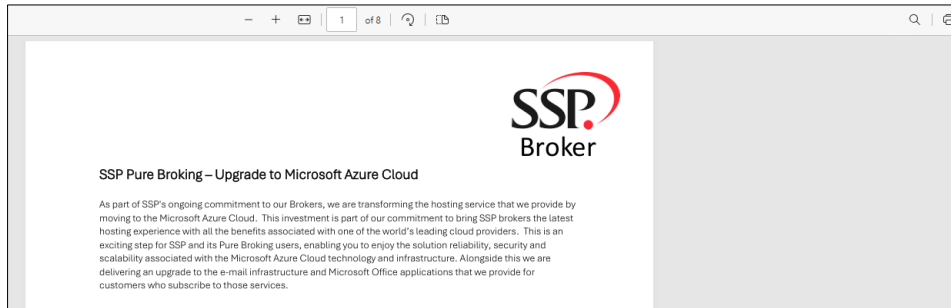 1 of 8
SSP
Broker
SSP Pure Broking – Upgrade to Microsoft Azure Cloud
As part of SSP's ongoing commitment to our Brokers, we are transforming the hosting service that we provide by
moving to the Microsoft Azure Cloud. This investment is part of our commitment to bring SSP brokers the latest
hosting experience with all the benefits associated with one of the world's leading cloud providers. This is an
exciting step for SSP and its Pure Broking users, enabling you to enjoy the solution reliability, security and
scalability associated with the Microsoft Azure Cloud technology and infrastructure. Alongside this we are
delivering an upgrade to the e-mail infrastructure and Microsoft Office applications that we provide for
customers who subscribe to those services.